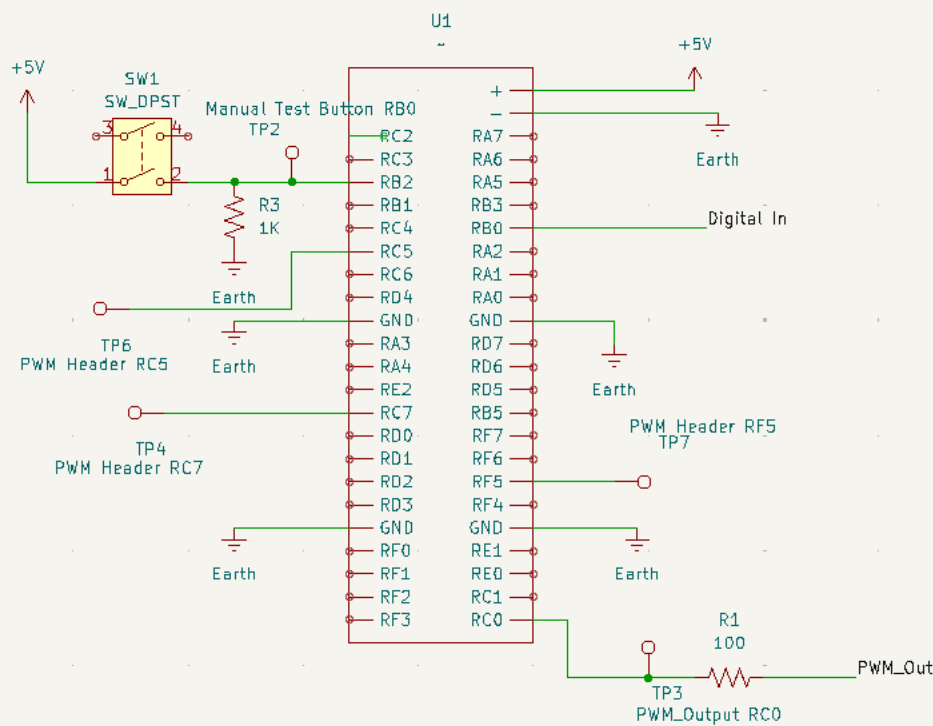 U1
~
+5V
+5V
SW1
SW_DPST
3
4
1
2
Manual Test Button RB0
TP2
R3
1K
Earth
TP6
PWM Header RC5
Earth
TP4
PWM Header RC7
Earth
+
-
RC2
RC3
RB2
RB1
RC4
RC5
RC6
RD4
GND
RA3
RA4
RE2
RC7
RD0
RD1
RD2
RD3
GND
RF0
RF1
RF2
RF3
RA7
RA6
RA5
RB3
RB0
RA2
RA1
RA0
GND
RD7
RD6
RD5
RB5
RF7
RF6
RF5
RF4
GND
RE1
RE0
RC1
RC0
Earth
Digital In
Earth
PWM Header RF5
TP7
Earth
R1
100
PWM_Out
TP3
PWM_Output RC0